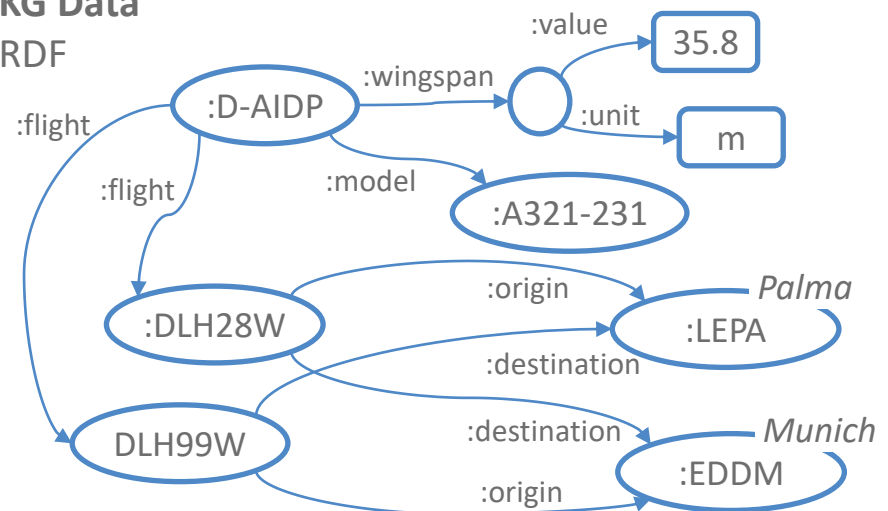 KG Data
RDF
:value
35.8
:wingspan
:D-AIDP
:flight
:unit
m
:flight
:model
:A321-231
:origin
Palma
:DLH28W
:LEPA
:destination
:destination
Munich
DLH99W
:EDDM
:origin